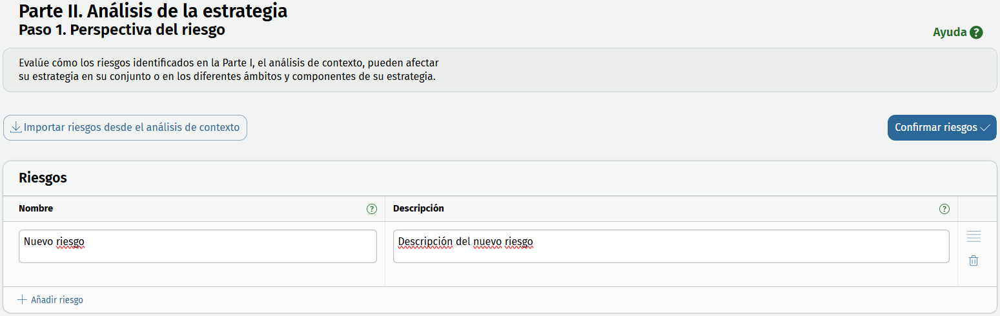 Parte II. Análisis de la estrategia
Paso 1. Perspectiva del riesgo
Ayuda ?
Evalúe cómo los riesgos identificados en la Parte I, el análisis de contexto, pueden afectar
su estrategia en su conjunto o en los diferentes ámbitos y componentes de su estrategia.
Importar riesgos desde el análisis de contexto
Confirmar riesgos
Riesgos
Nombre ?
Descripción ?
Nuevo riesgo
Descripción del nuevo riesgo
Añadir riesgo